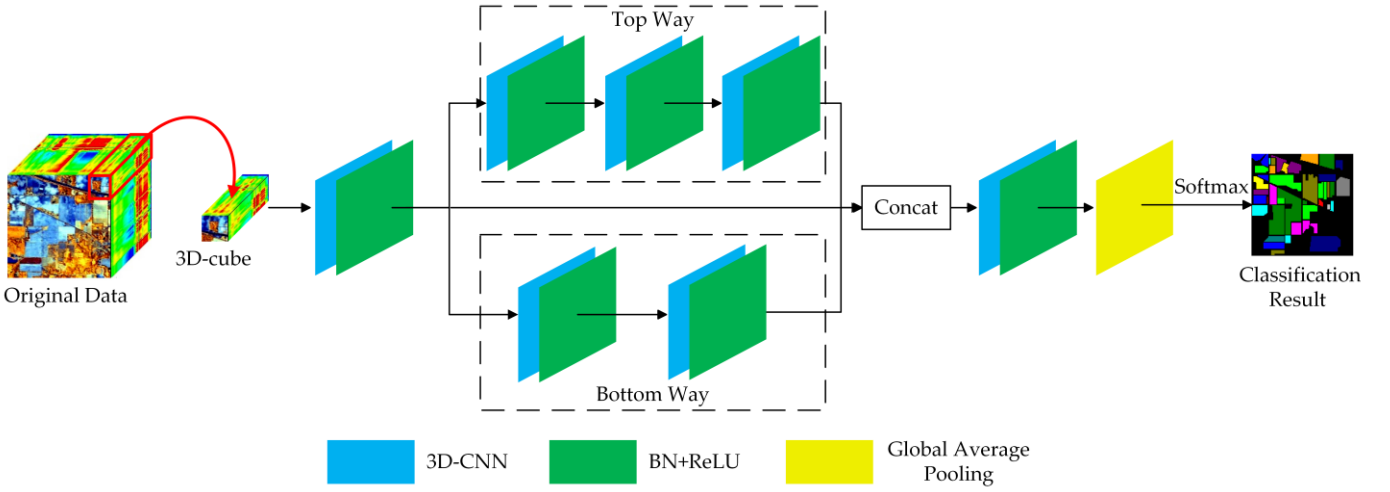 Top Way
3D-cube
Original Data
Concat
Softmax
Classification
Result
Bottom Way
3D-CNN
BN+ReLU
Global Average
Pooling